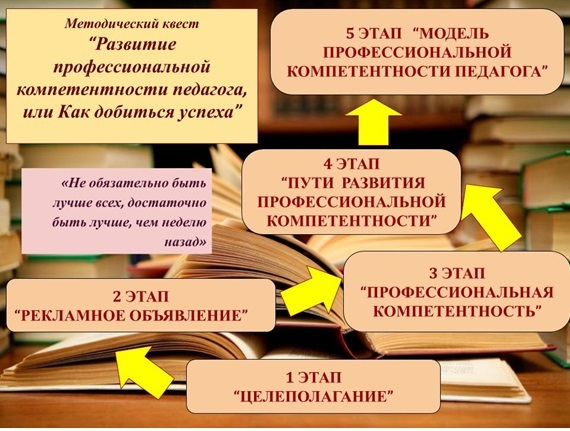 Методический квест
“Развитие
профессиональной
компетентности педагога,
или Как добиться успеха”
5 ЭТАП “МОДЕЛЬ
ПРОФЕССИОНАЛЬНОЙ
КОМПЕТЕНТНОСТИ ПЕДАГОГА”
4 ЭТАП
“ПУТИ РАЗВИТИЯ
ПРОФЕССИОНАЛЬНОЙ
КОМПЕТЕНТНОСТИ”
«Не обязательно быть
лучше всех, достаточно
быть лучше, чем неделю
назад»
3 ЭТАП
“ПРОФЕССИОНАЛЬНАЯ
КОМПЕТЕНТНОСТЬ”
2 ЭТАП
“РЕКЛАМНОЕ ОБЪЯВЛЕНИЕ”
1 ЭТАП
“ЦЕЛЕПОЛАГАНИЕ”